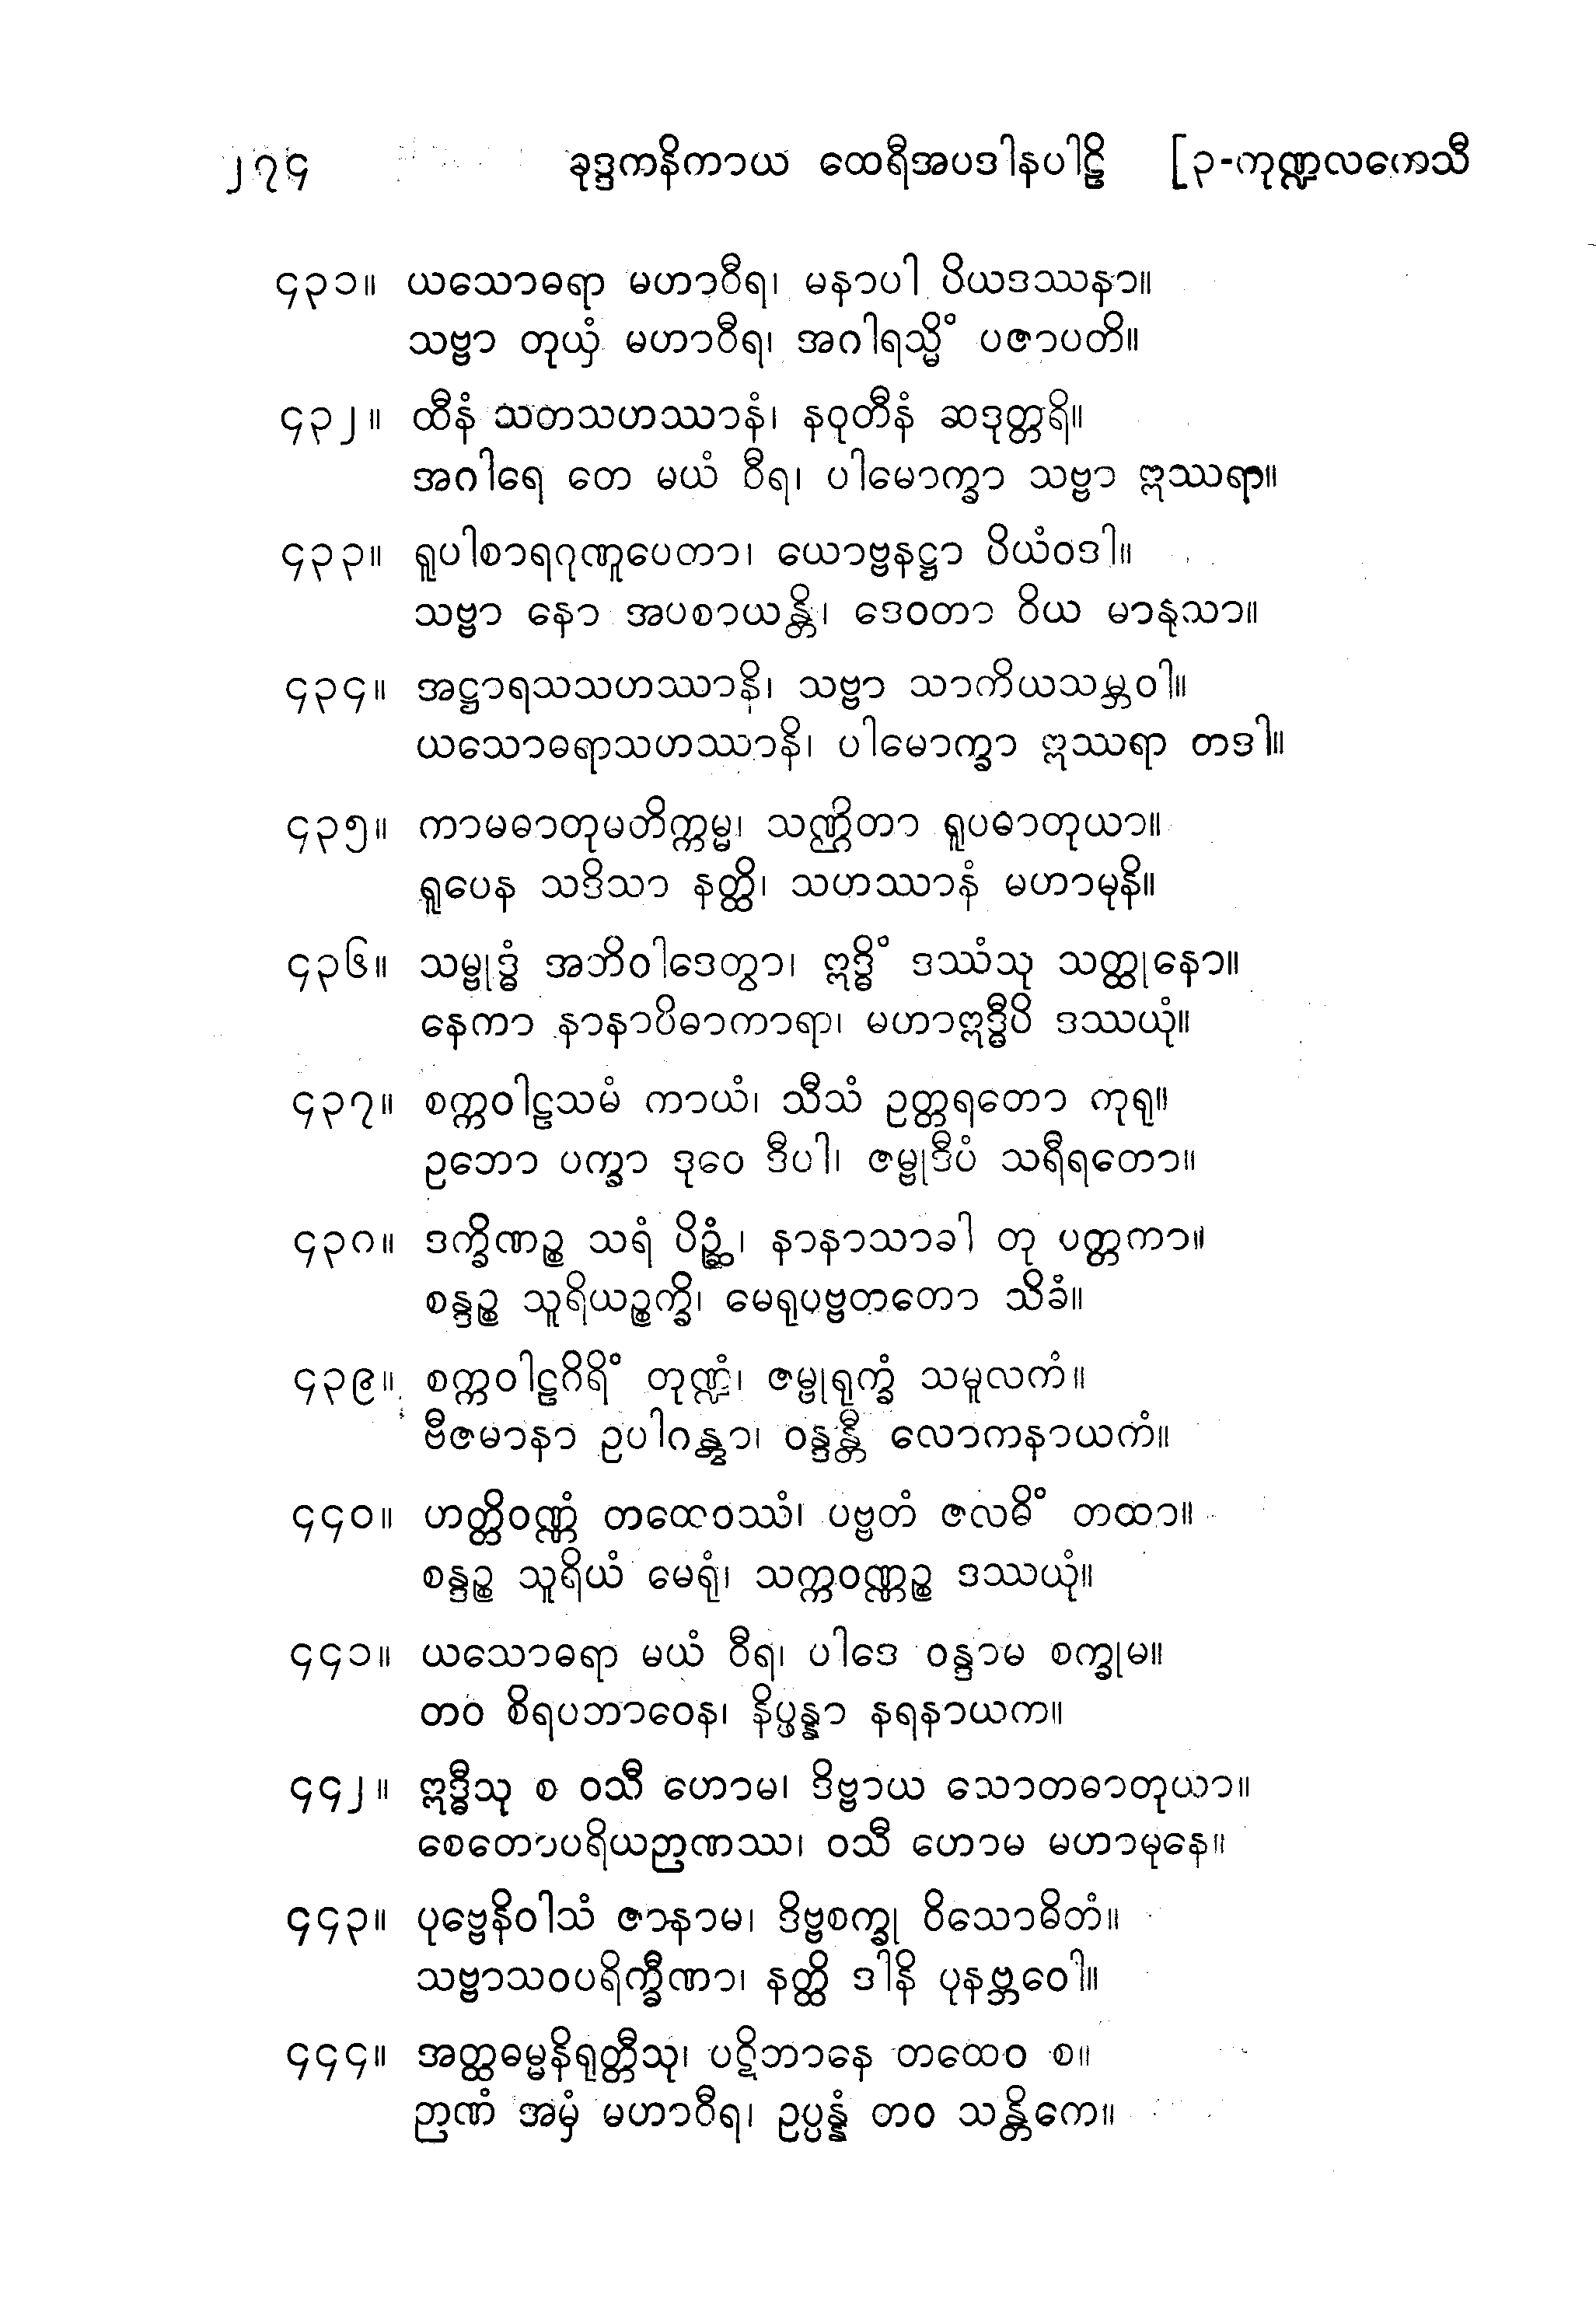 ၂၇၄ ခုဒ္ဒကနိကာယ ထေရီအပဒါနပါဠိ [၃-ကုဏ္ဍလကေသီ
၄၃၁။ ယသောဓရာ မဟာဝီရ၊ မနာပါ ပိယဒဿနာ။
သဗ္ဗာ တုယှံ မဟာဝီရ၊ အဂါရသ္မိံ ပဇာပတိ။
၄၃၂။ ထီနံ သတသဟဿာနံ၊ နဝုတီနံ ဆဒုတ္တရိ။
အဂါရေ တေ မယံ ဝီရ၊ ပါမောက္ခာ သဗ္ဗာ ဣဿရာ။
၄၃၃။ ရူပါစာရဂုဏူပေတာ၊ ယောဗ္ဗနဋ္ဌာ ပိယံဝဒါ။
သဗ္ဗာ နော အပစာယန္တိ၊ ဒေဝတာ ဝိယ မာနုသာ။
၄၃၄။ အဋ္ဌာရသသဟဿာနိ၊ သဗ္ဗာ သာကိယသမ္ဘဝါ။
ယသောဓရာသဟဿာနိ၊ ပါမောက္ခာ ဣဿရာ တဒါ။
၄၃၅။ ကာမဓာတုမတိက္ကမ္မ၊ သဏ္ဌိတာ ရူပဓာတုယာ။
ရူပေန သဒိသာ နတ္ထိ၊ သဟဿာနံ မဟာမုနိ။
၄၃၆။ သမ္ဗုဒ္ဓံ အဘိဝါဒေတွာ၊ ဣဒ္ဓိံ ဒဿံသု သတ္ထုနော။
နေကာ နာနာပိဓာကာရာ၊ မဟာဣဒ္ဓီပိ ဒဿယုံ။
၄၃၇။ စက္ကဝါဠသမံ ကာယံ၊ သီသံ ဥတ္တရတော ကုရု။
ဥဘော ပက္ခာ ဒုဝေ ဒီပါ၊ ဇမ္ဗုဒီပံ သရီရတော။
၄၃၈။ ဒက္ခိဏဉ္စ သရံ ပိဉ္ဆံ၊ နာနာသာခါ တု ပတ္တကာ။
စန္ဒဉ္စ သူရိယဉ္စက္ခိ၊ မေရုပဗ္ဗတတော သိခံ။
၄၃၉။ စက္ကဝါဠဂိရိံ တုဏ္ဍံ၊ ဇမ္ဗုရုက္ခံ သမူလကံ။
ဗီဇမာနာ ဥပါဂန္တွာ၊ ဝန္ဒန္တီ လောကနာယကံ။
၄၄၀။ ဟတ္ထိဝဏ္ဏံ တထေဝဿံ၊ ပဗ္ဗတံ ဇလဓိံ တထာ။
စန္ဒဉ္စ သူရိယံ မေရုံ၊ သက္ကဝဏ္ဏဉ္စ ဒဿယုံ။
၄၄၁။ ယသောဓရာ မယံ ဝီရ၊ ပါဒေ ဝန္ဒာမ စက္ခုမ။
တဝ စိရပဘာဝေန၊ နိပ္ဖန္နာ နရနာယက။
၄၄၂။ ဣဒ္ဓီသု စ ဝသီ ဟောမ၊ ဒိဗ္ဗာယ သောတဓာတုယာ။
စေတောပရိယဉာဏဿ၊ ဝသီ ဟောမ မဟာမုနေ။
၄၄၃။ ပုဗ္ဗေနိဝါသံ ဇာနာမ၊ ဒိဗ္ဗစက္ခု ဝိသောဓိတံ။
သဗ္ဗာသဝပရိက္ခီဏာ၊ နတ္ထိ ဒါနိ ပုနဗ္ဘဝေါ။
၄၄၄။ အတ္ထဓမ္မနိရုတ္တီသု၊ ပဋိဘာနေ တထေဝ စ။
ဉာဏံ အမှံ မဟာဝီရ၊ ဥပ္ပန္နံ တဝ သန္တိကေ။